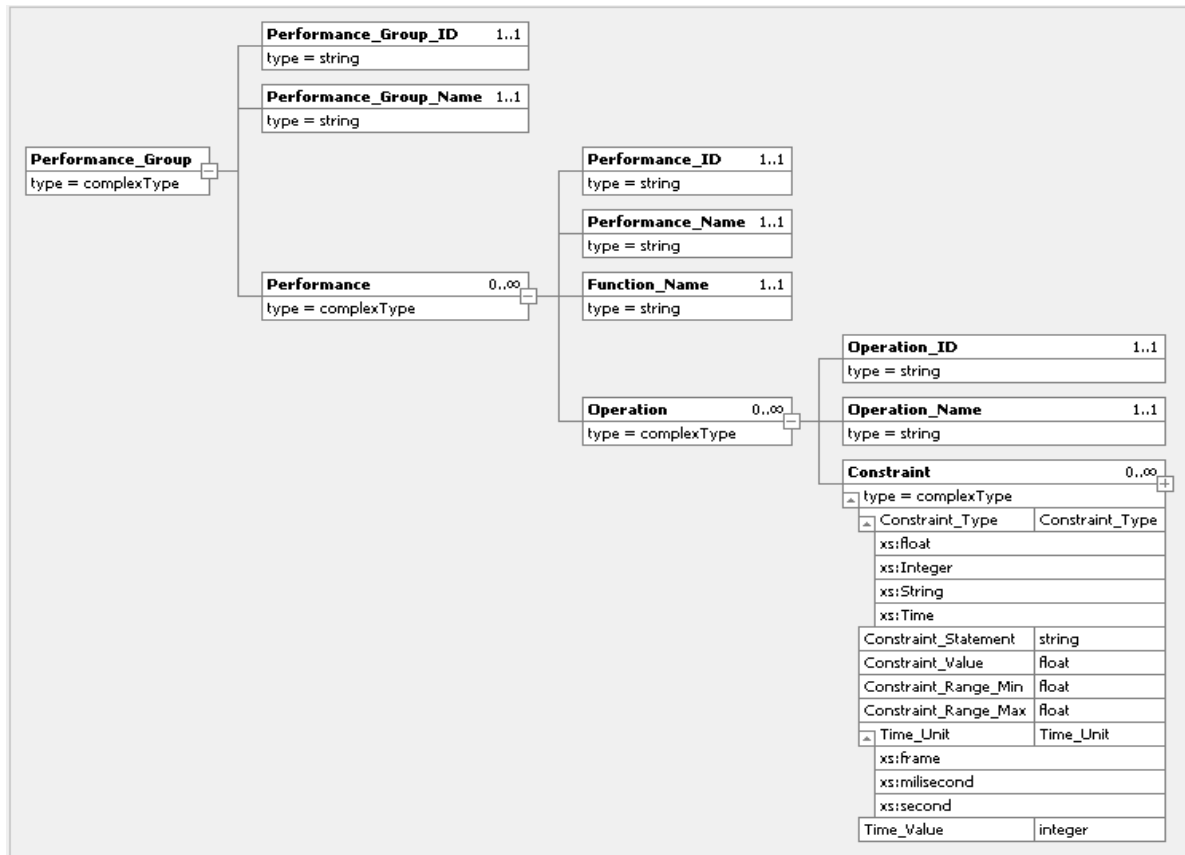 Performance_Group_ID 1..1
type = string
Performance_Group_Name 1..1
type = string
Performance_Group
type = complexType
Performance_ID 1..1
type = string
Performance_Name 1..1
type = string
Performance 0..∞
type = complexType
Function_Name 1..1
type = string
Operation_ID 1..1
type = string
Operation 0..∞
type = complexType
Operation_Name 1..1
type = string
Constraint 0..∞
type = complexType
Constraint_Type Constraint_Type
xs:float
xs:Integer
xs:String
xs:Time
Constraint_Statement string
Constraint_Value float
Constraint_Range_Min float
Constraint_Range_Max float
Time_Unit Time_Unit
xs:frame
xs:milisecond
xs:second
Time_Value integer